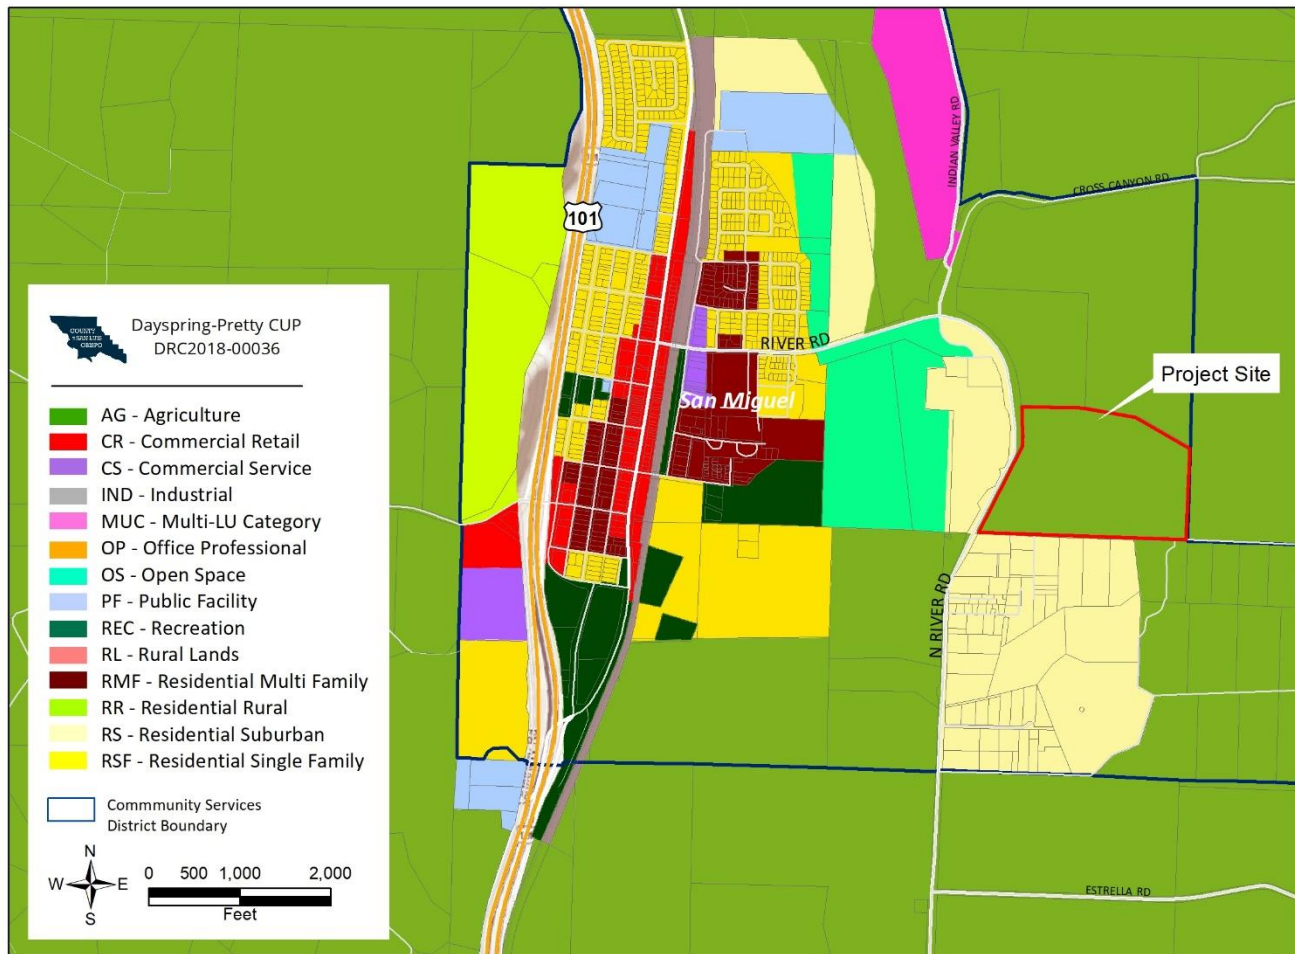 INDIAN VALLEY RD
CROSS CANYON RD
101
RIVER RD
San Miguel
Project Site
N RIVER RD
ESTRELLA RD
COUNTY
OBISPO
Dayspring-Pretty CUP
DRC2018-00036
AG - Agriculture
CR - Commercial Retail
CS - Commercial Service
IND - Industrial
MUC - Multi-LU Category
OP - Office Professional
OS - Open Space
PF - Public Facility
REC - Recreation
RL - Rural Lands
RMF - Residential Multi Family
RR - Residential Rural
RS - Residential Suburban
RSF - Residential Single Family
Commmunity Services
District Boundary
N
W E
S
0 500 1,000 2,000
Feet